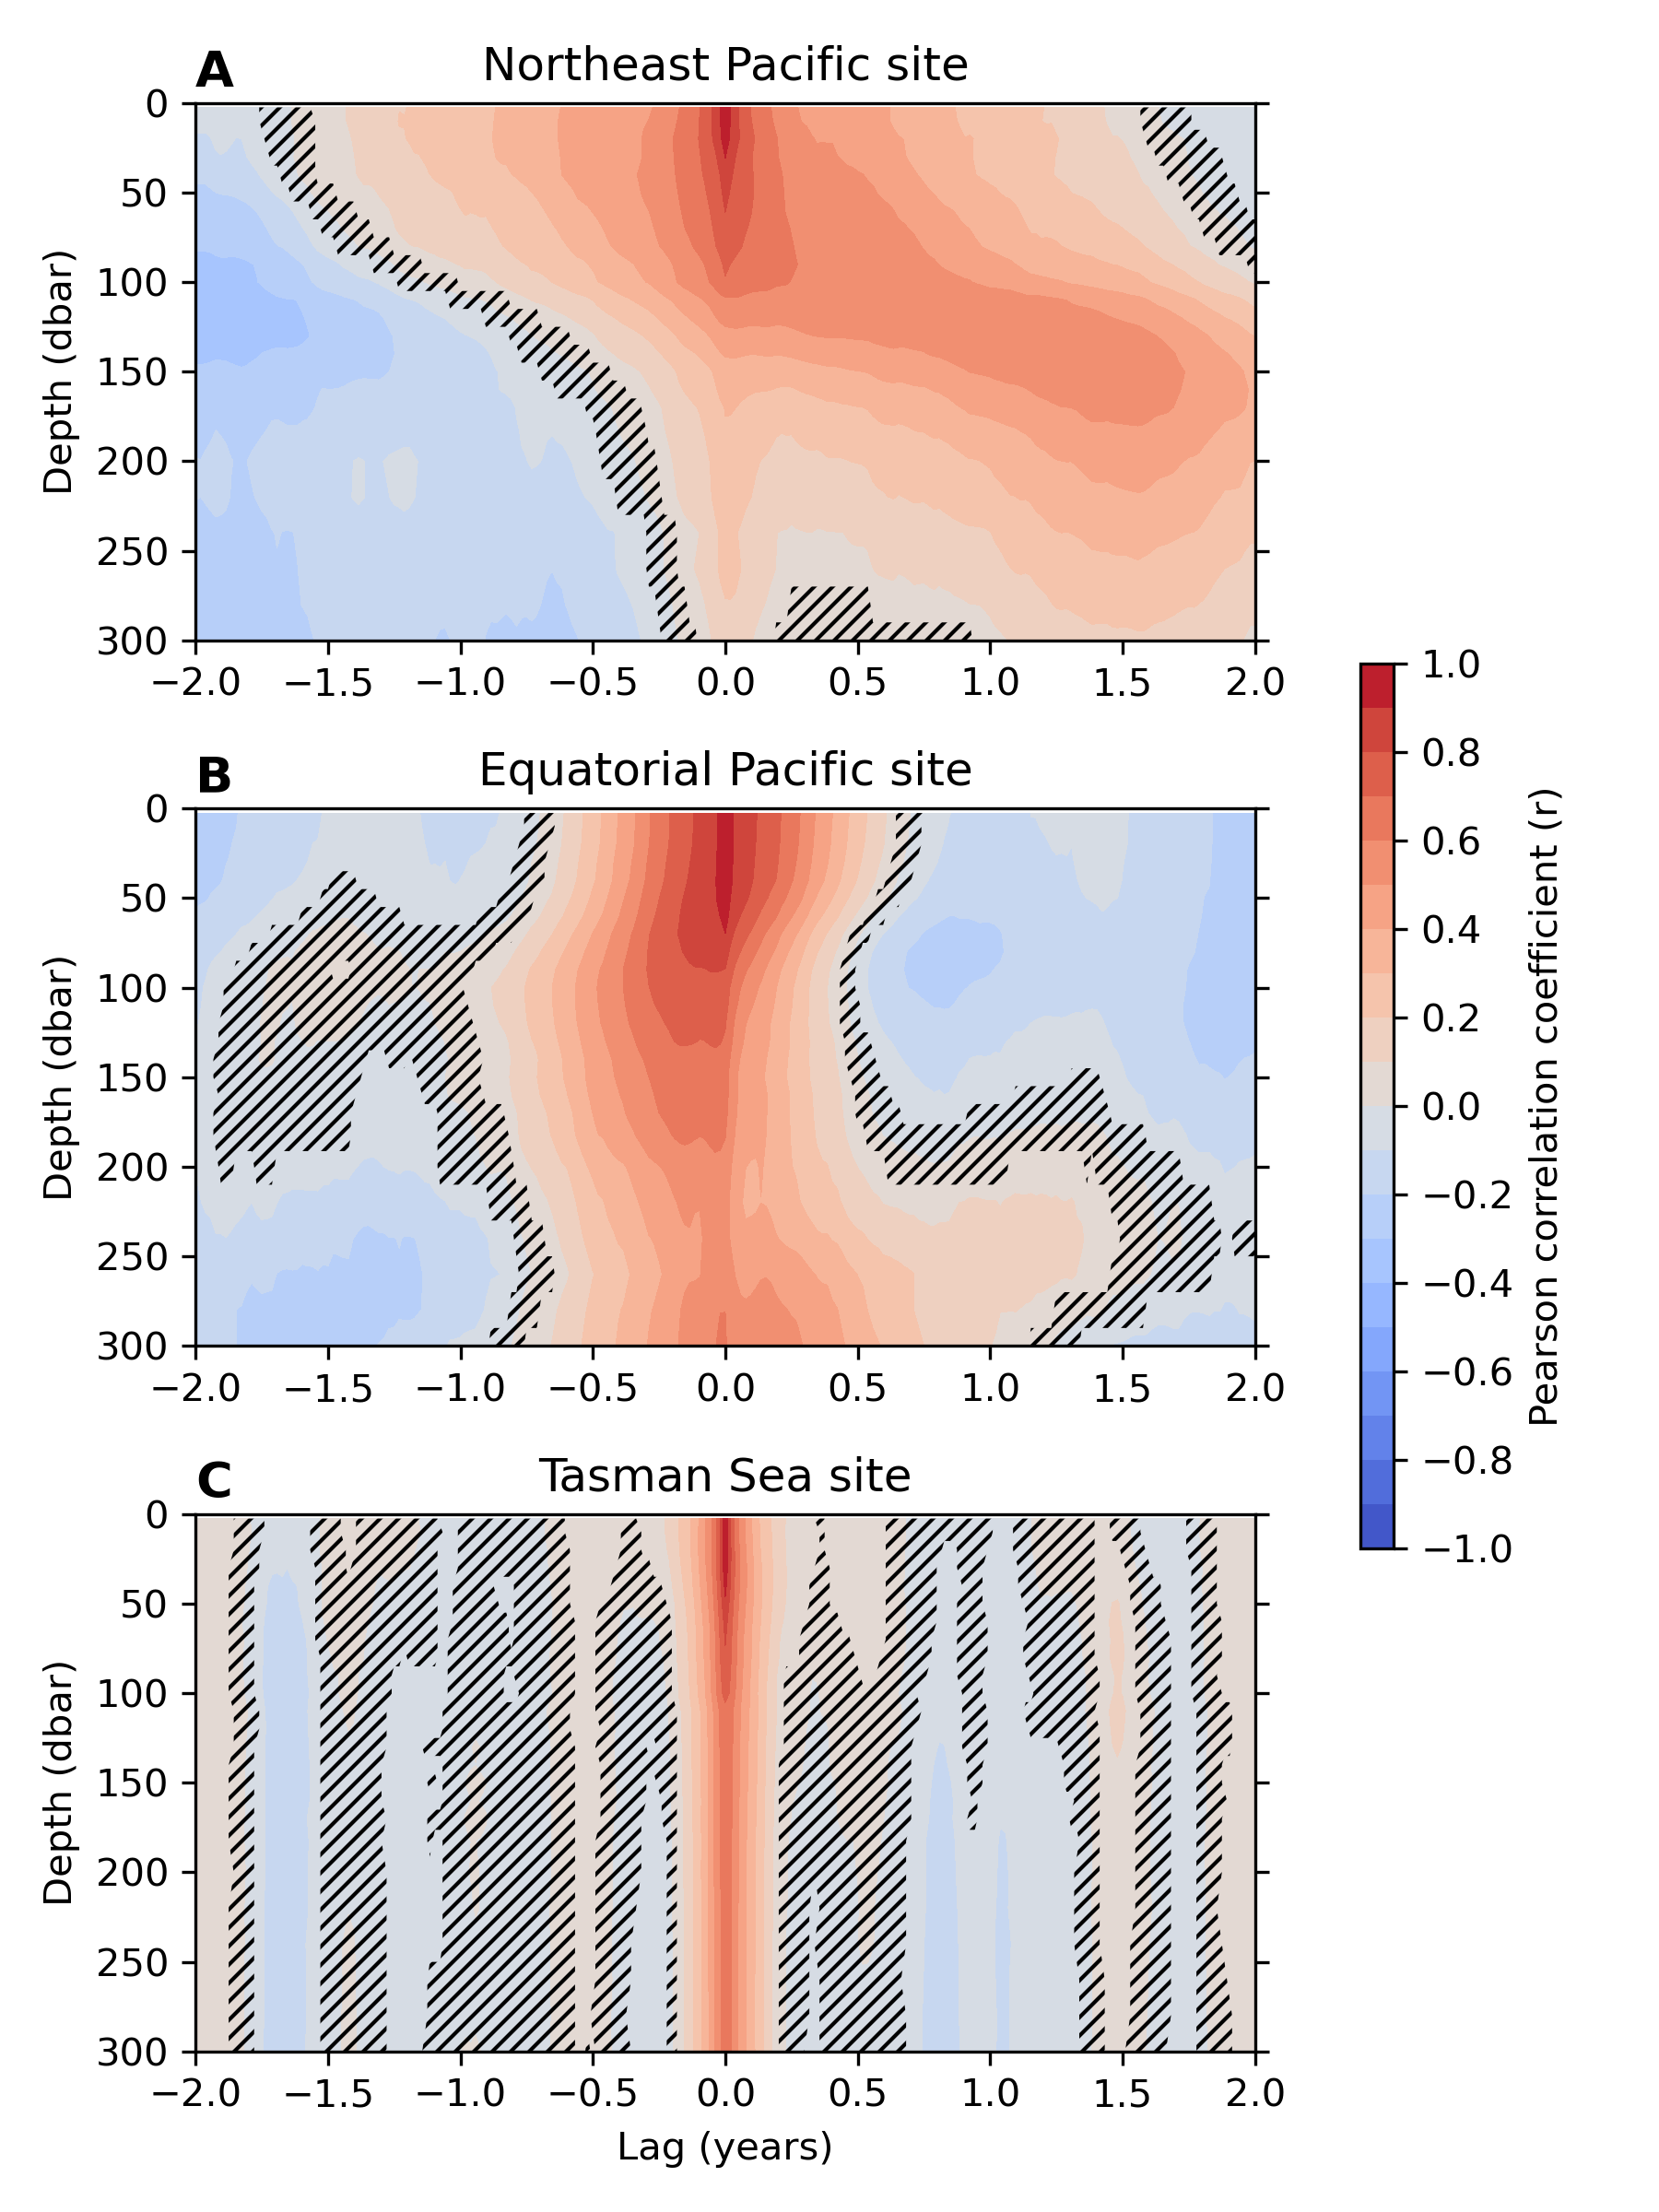 A Northeast Pacific site
0
50
100
150
200
250
300
Depth (dbar)
−2.0 −1.5 −1.0 −0.5 0.0 0.5 1.0 1.5 2.0
B Equatorial Pacific site
0
50
100
150
200
250
300
Depth (dbar)
−2.0 −1.5 −1.0 −0.5 0.0 0.5 1.0 1.5 2.0
C Tasman Sea site
0
50
100
150
200
250
300
Depth (dbar)
−2.0 −1.5 −1.0 −0.5 0.0 0.5 1.0 1.5 2.0
Lag (years)
1.0
0.8
0.6
0.4
0.2
0.0
−0.2
−0.4
−0.6
−0.8
−1.0
Pearson correlation coefficient (r)